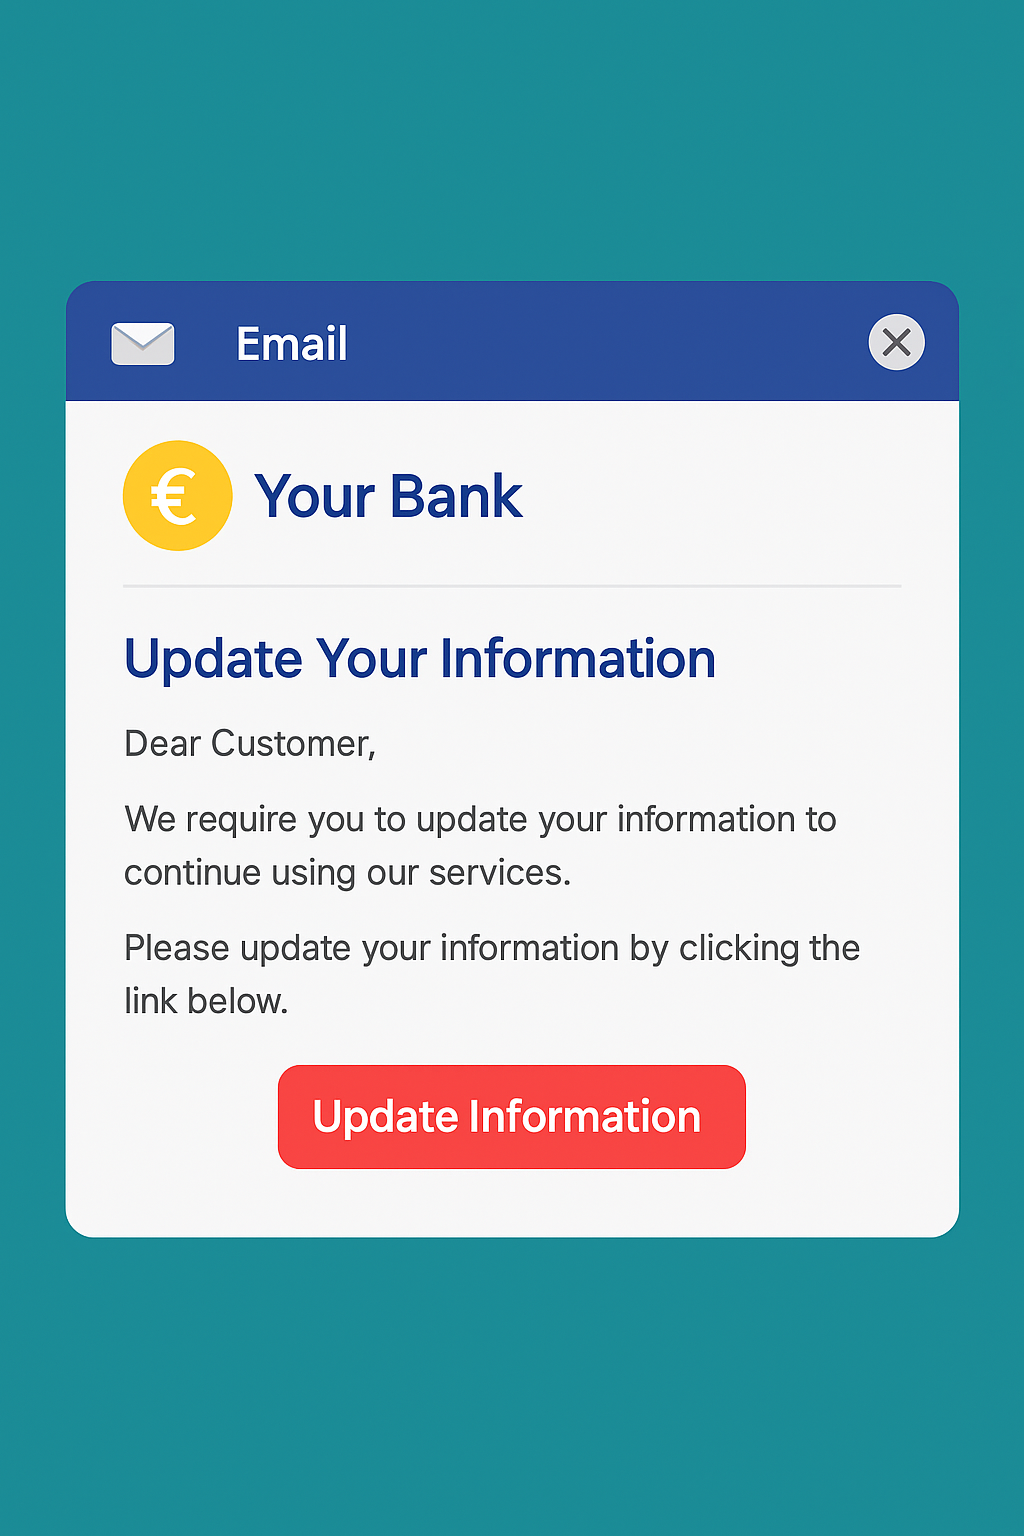 Email
€ Your Bank
Update Your Information
Dear Customer,
We require you to update your information to
continue using our services.
Please update your information by clicking the
link below.
Update Information